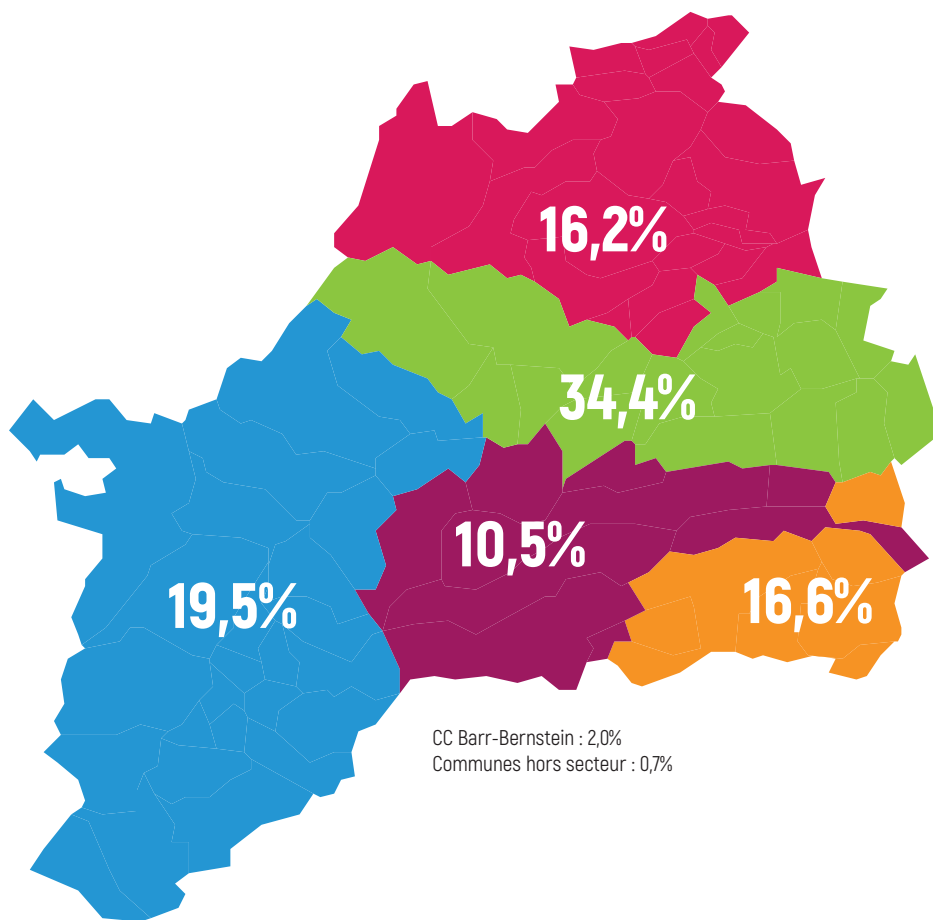 16,2%
34,4%
10,5%
19,5%
16,6%
CC Barr-Bernstein : 2,0%
Communes hors secteur : 0,7%